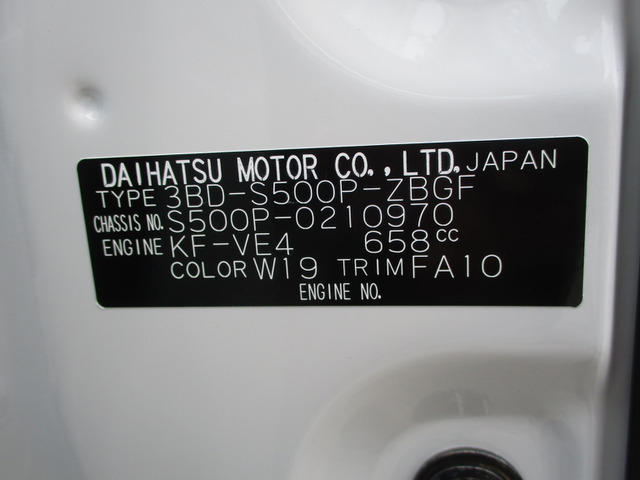 DAIHATSU MOTOR CO., LTD. JAPAN
TYPE 3BD-S500P-ZBGF
CHASSIS NO. S500P-0210970
ENGINE KF-VE4 658cc
COLOR W19 TRIM FA10
ENGINE NO.